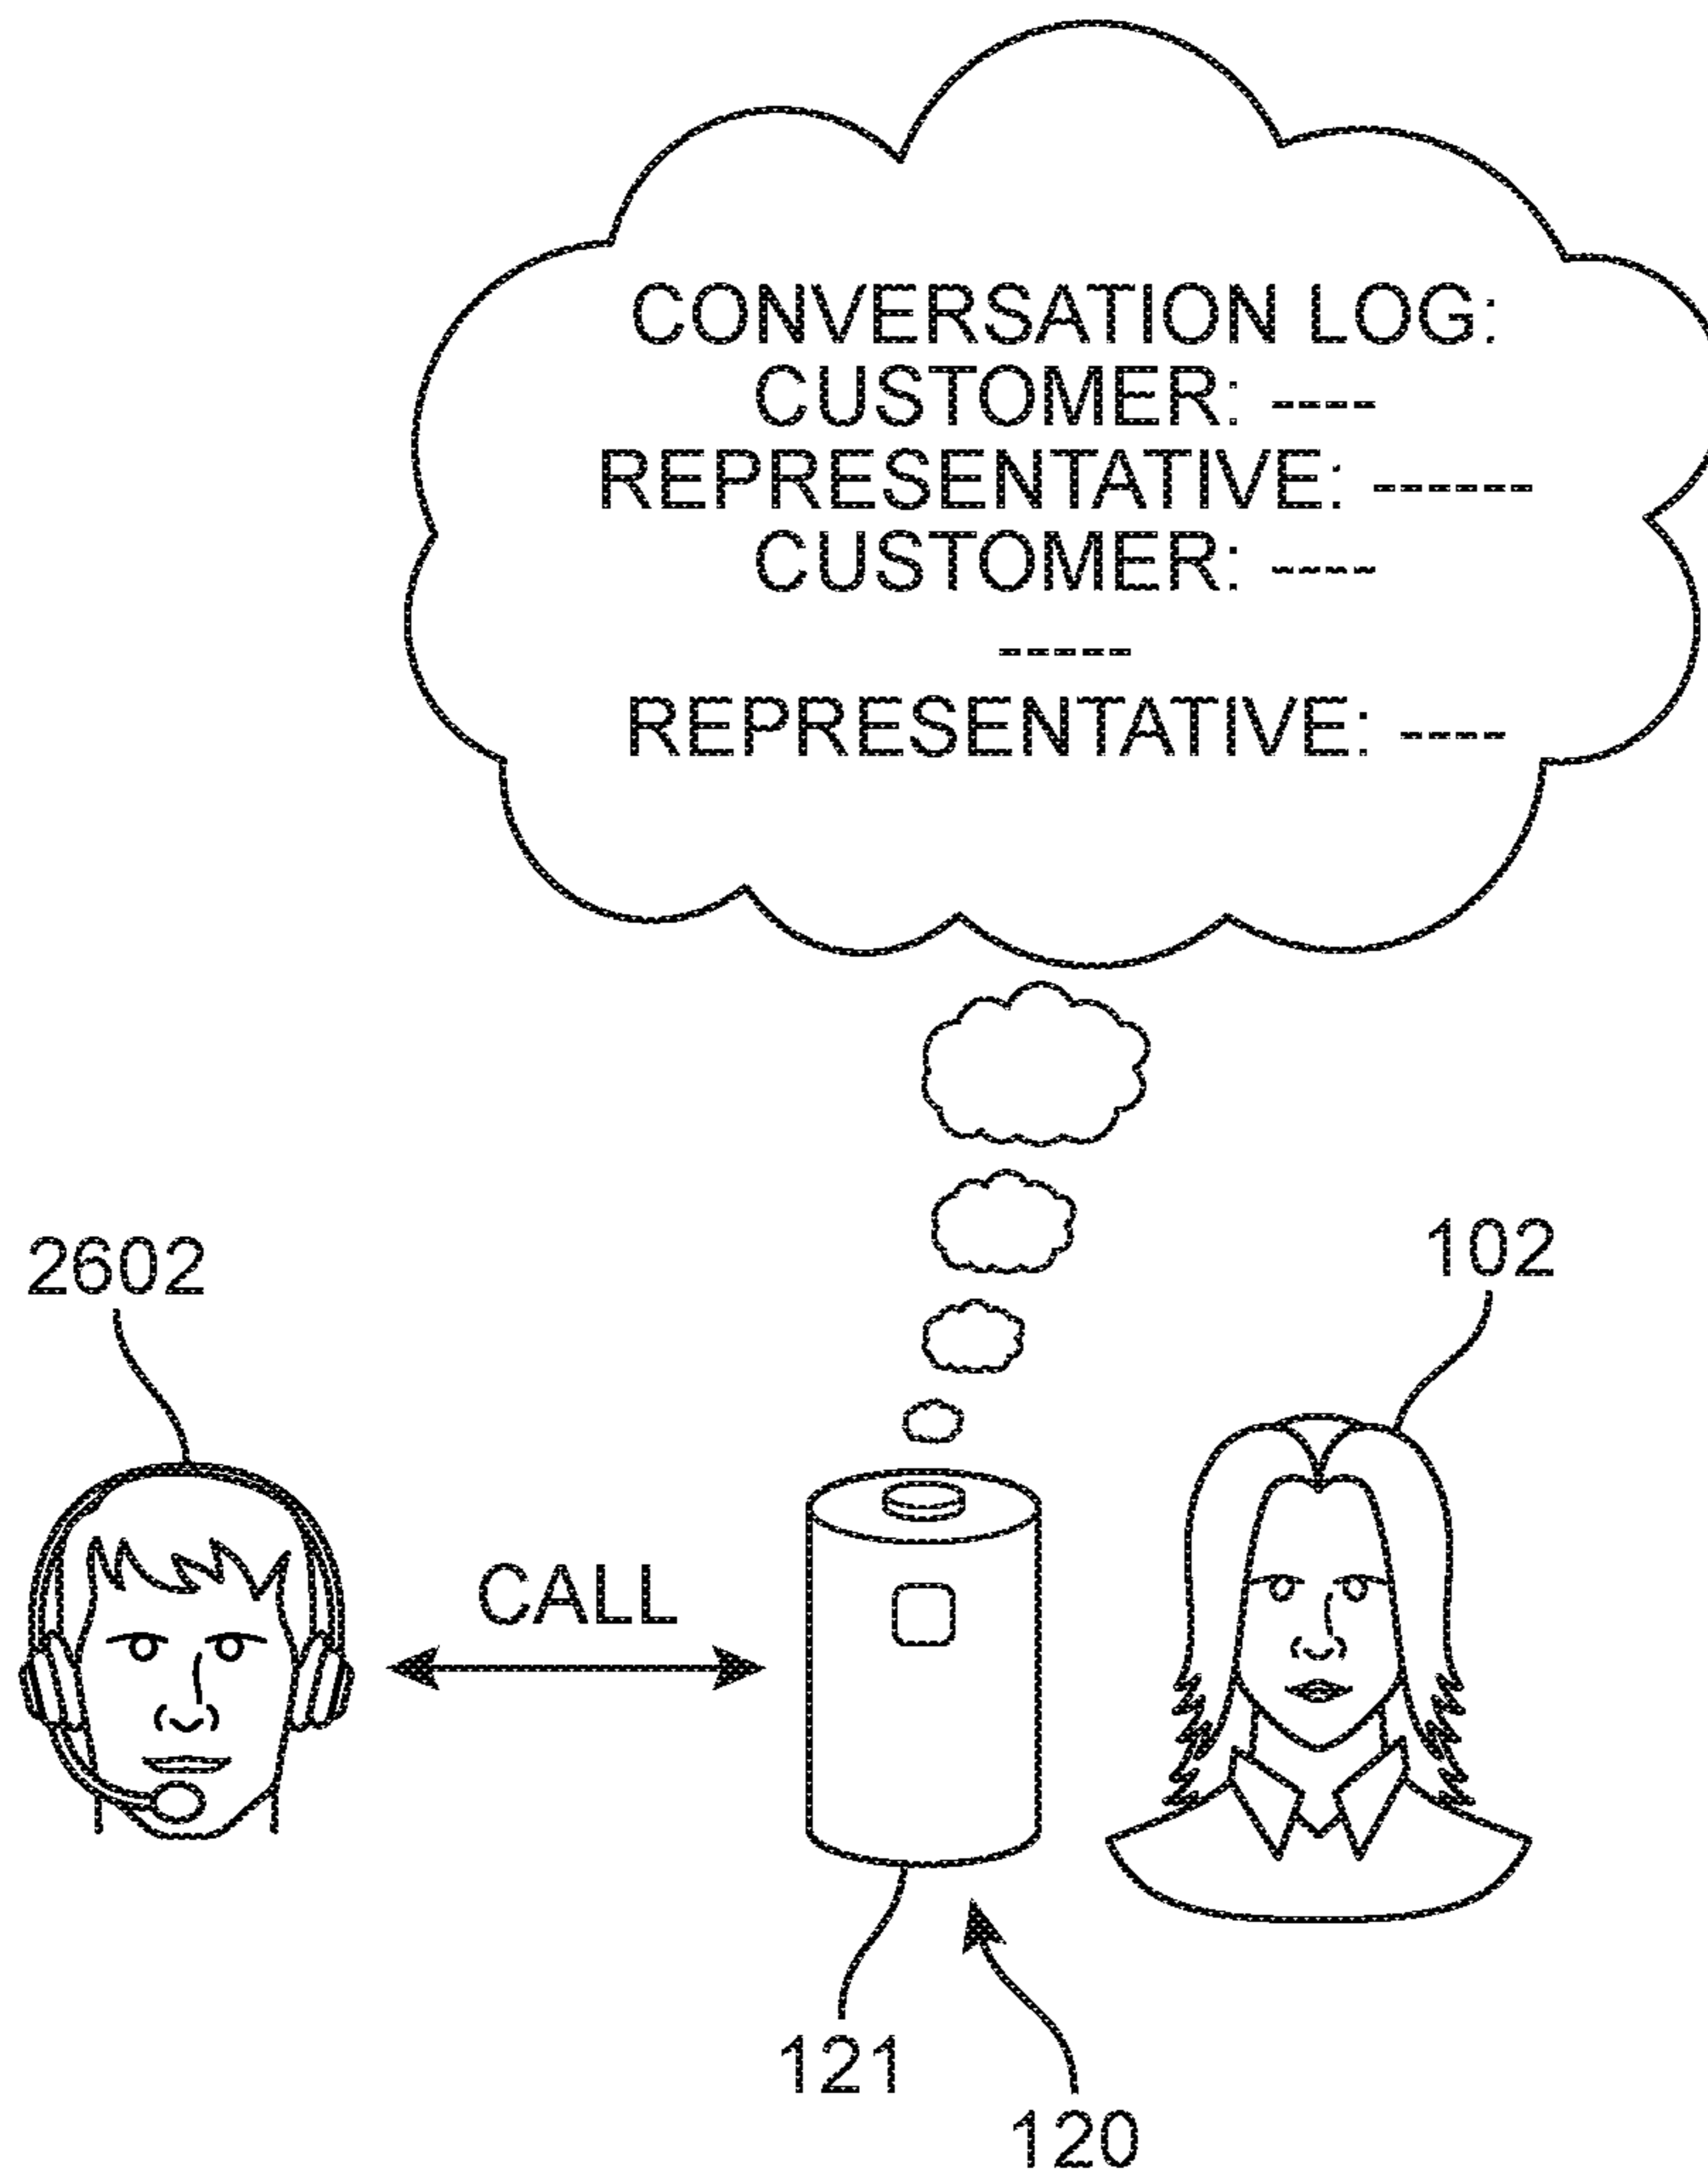 CONVERSATION LOG:
CUSTOMER: ----
REPRESENTATIVE: ------
CUSTOMER: ----
-----
REPRESENTATIVE: ----
2602
102
CALL
121
120